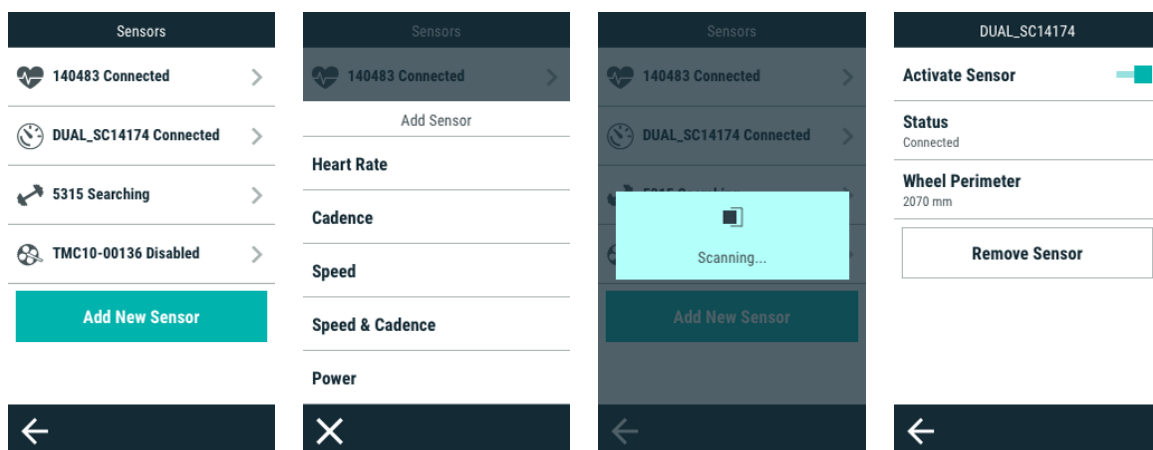 Sensors
140483 Connected
DUAL_SC14174 Connected
5315 Searching
TMC10-00136 Disabled
Add New Sensor
Sensors
140483 Connected
Add Sensor
Heart Rate
Cadence
Speed
Speed & Cadence
Power
Sensors
140483 Connected
DUAL_SC14174 Connected
5315 Searching
Scanning...
Add New Sensor
DUAL_SC14174
Activate Sensor
Status
Connected
Wheel Perimeter
2070 mm
Remove Sensor